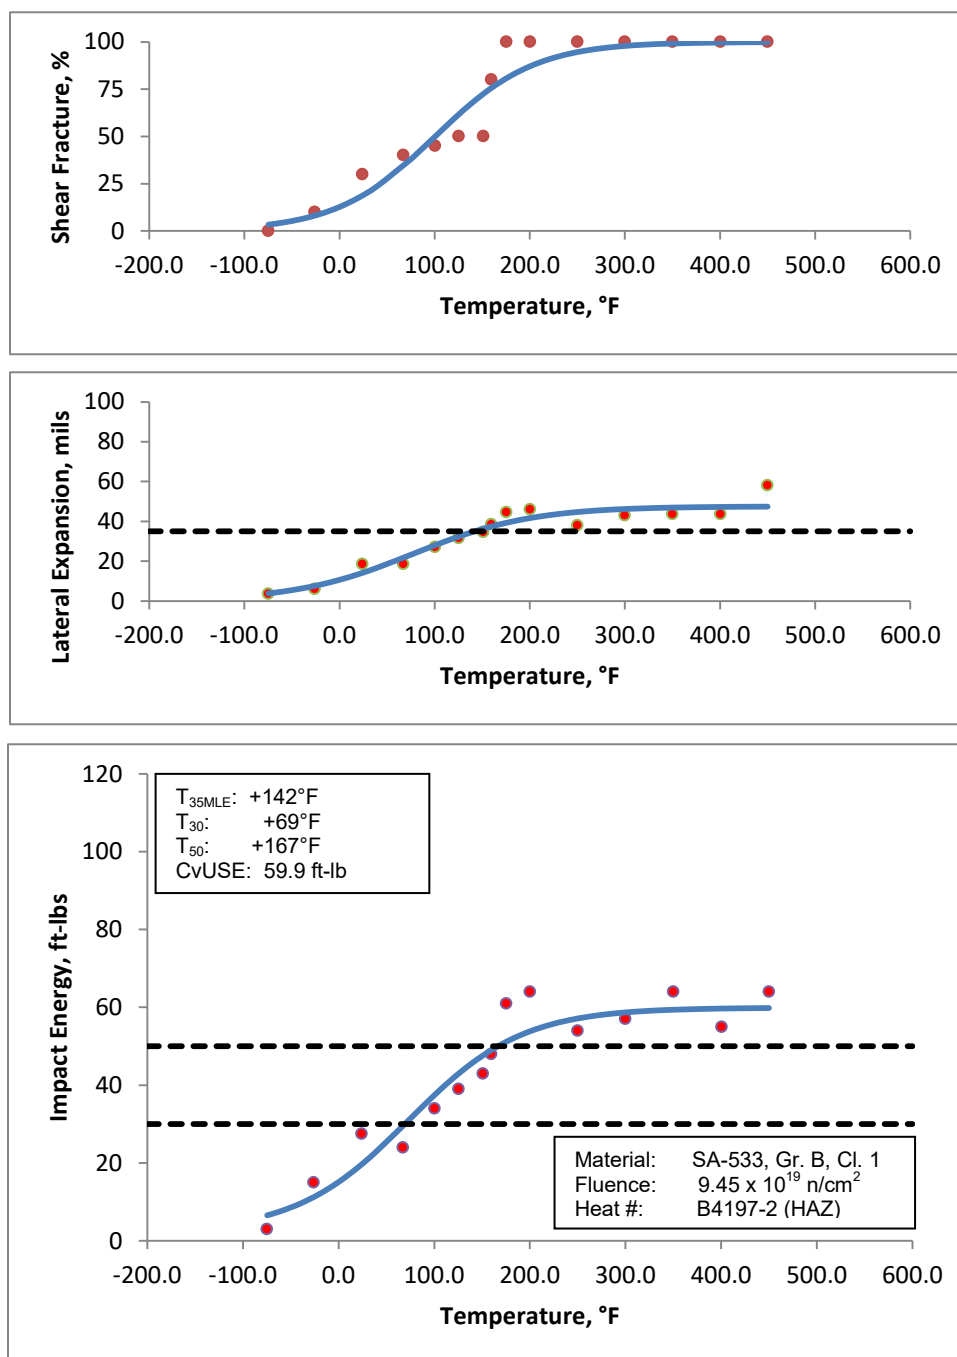 Shear Fracture, %
100
75
50
25
0
-200.0 -100.0 0.0 100.0 200.0 300.0 400.0 500.0 600.0
Temperature, °F
Lateral Expansion, mils
100
80
60
40
20
0
-200.0 -100.0 0.0 100.0 200.0 300.0 400.0 500.0 600.0
Temperature, °F
Impact Energy, ft-lbs
120
100
80
60
40
20
0
T35MLE: +142°F
T30: +69°F
T50: +167°F
CvUSE: 59.9 ft-lb
Material: SA-533, Gr. B, Cl. 1
Fluence: 9.45 x 10^19 n/cm^2
Heat #: B4197-2 (HAZ)
-200.0 -100.0 0.0 100.0 200.0 300.0 400.0 500.0 600.0
Temperature, °F